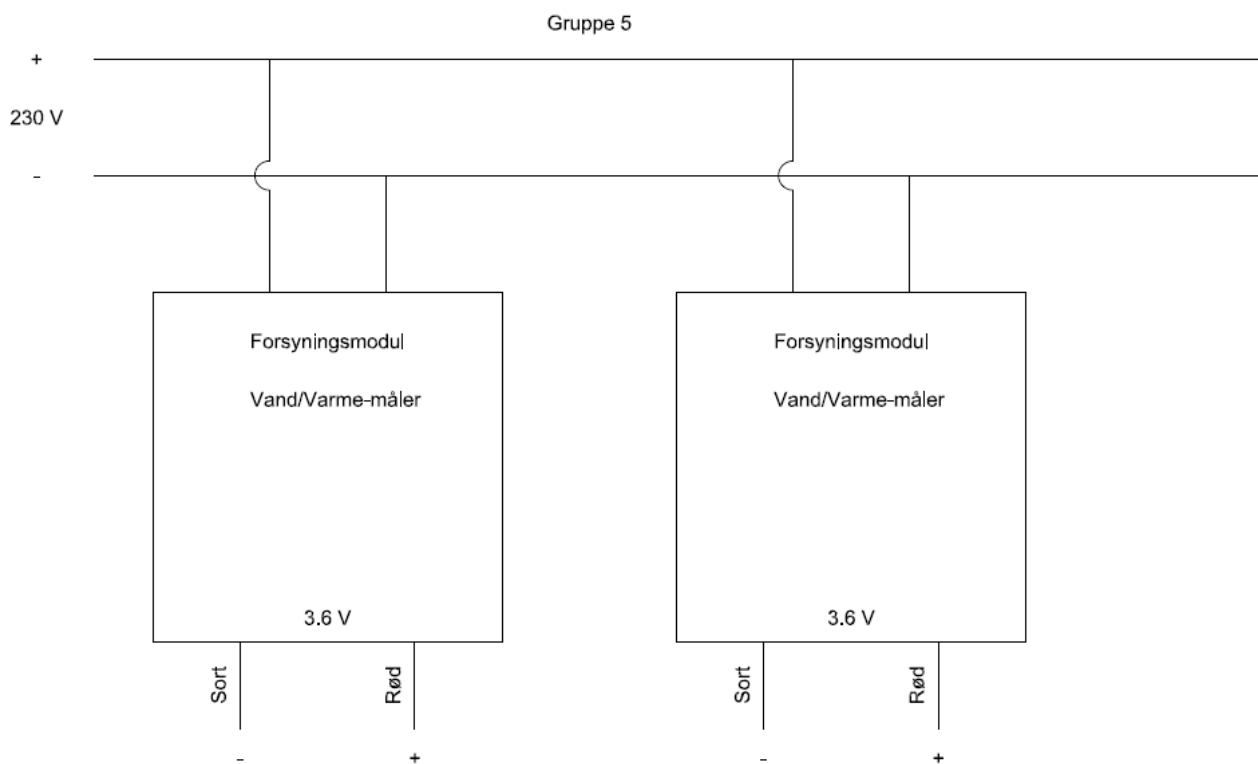 Gruppe 5
+
230 V
-
Forsyningsmodul
Vand/Varme-måler
3.6 V
Sort
Rød
-
+
Forsyningsmodul
Vand/Varme-måler
3.6 V
Sort
Rød
-
+